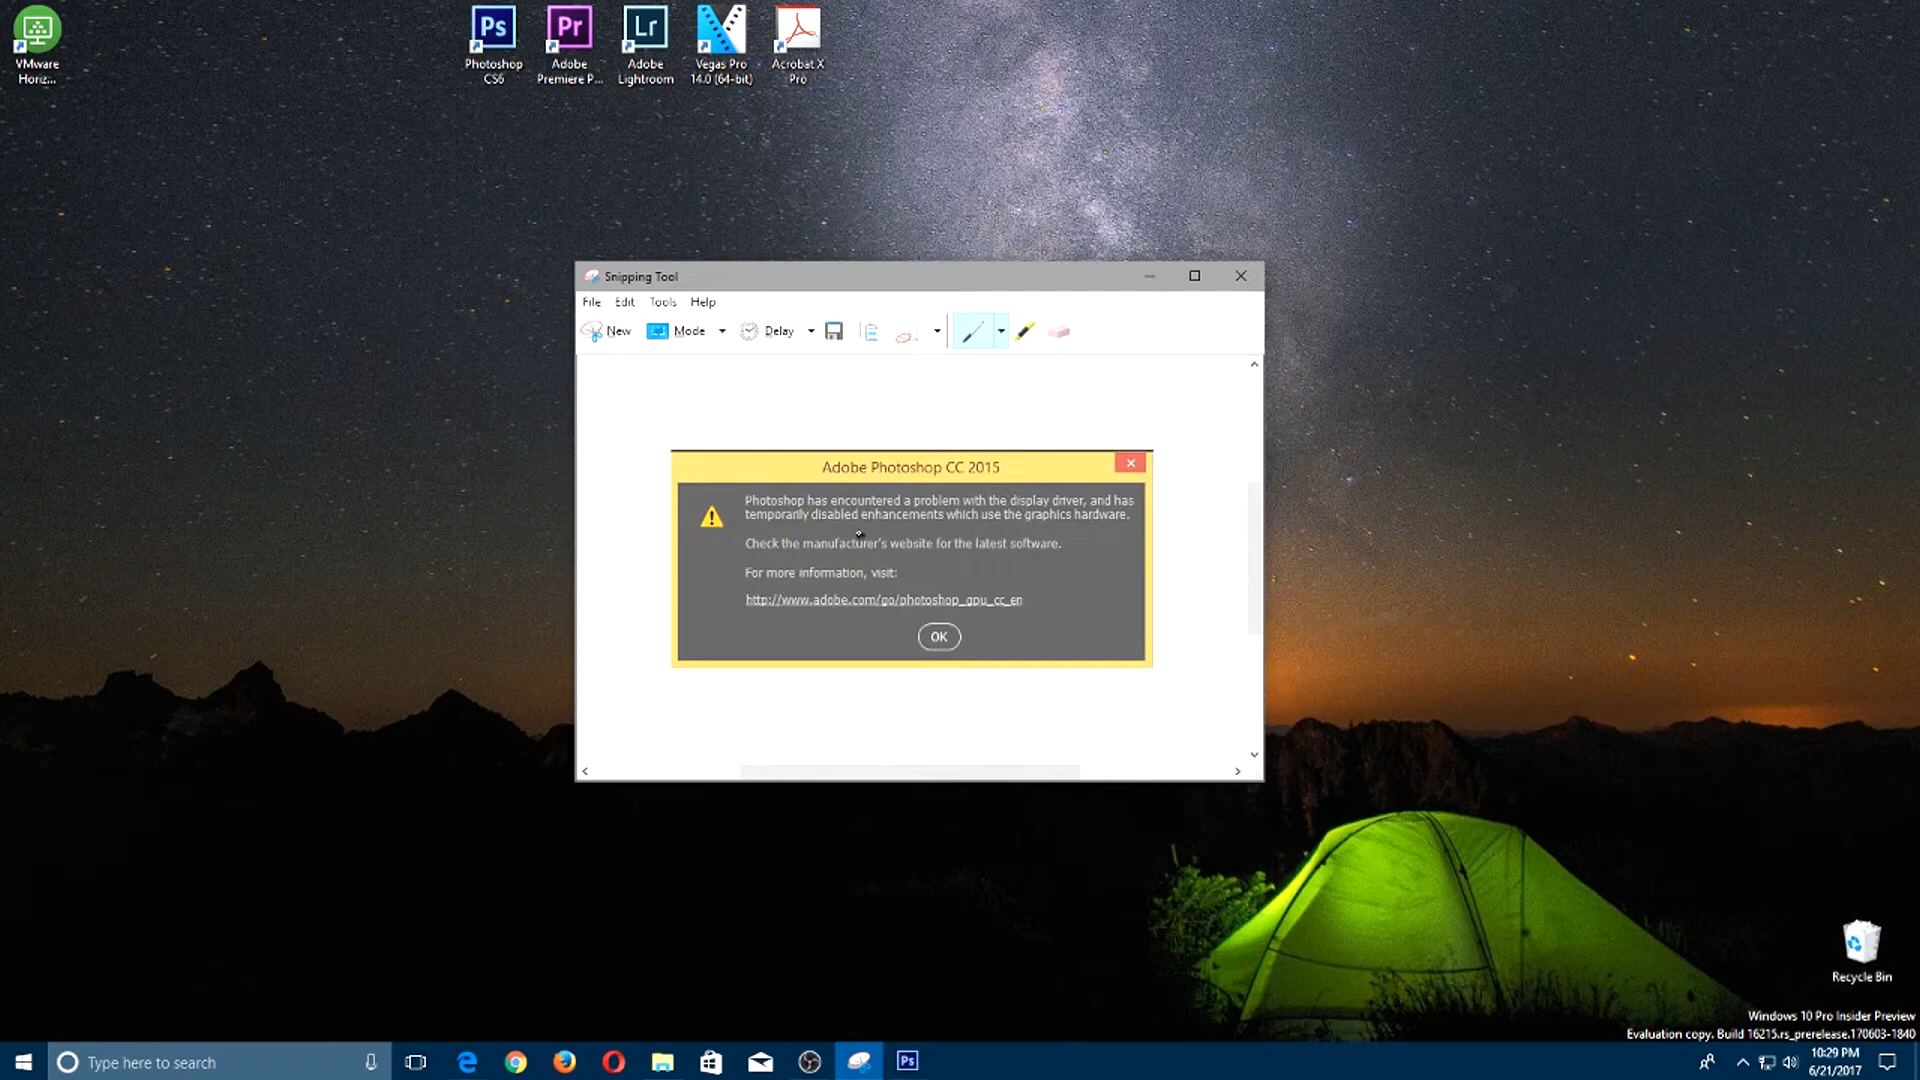 VMware
Horiz...
Ps
Photoshop
CS6
Pr
Adobe
Premiere P...
Lr
Adobe
Lightroom
Vegas Pro
14.0 (64-bit)
Acrobat X
Pro
Snipping Tool
File Edit Tools Help
New Mode Delay
Adobe Photoshop CC 2015
Photoshop has encountered a problem with the display driver, and has
temporarily disabled enhancements which use the graphics hardware.
Check the manufacturer's website for the latest software.
For more information, visit:
http://www.adobe.com/go/photoshop_gpu_cc_en
OK
Recycle Bin
Windows 10 Pro Insider Preview
Evaluation copy. Build 16215.rs_prerelease.170603-1840
Type here to search
Ps
10:29 PM
6/21/2017